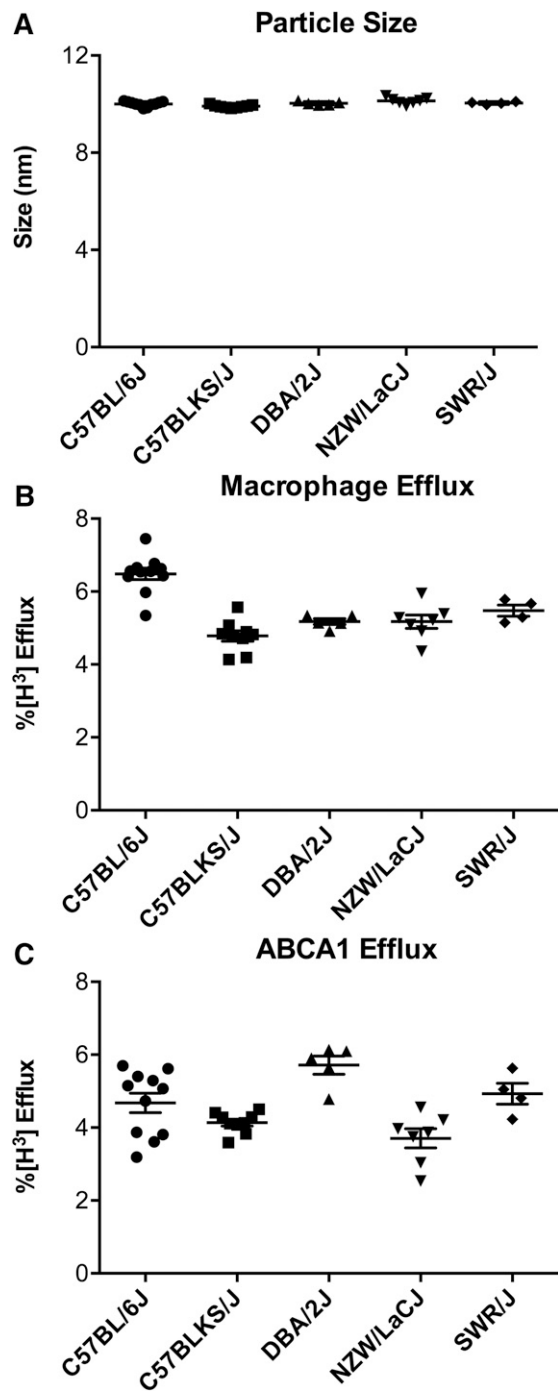 A
Particle Size
12
8
4
0
Size (nm)
C57BL/6J
C57BLKS/J
DBA/2J
NZW/LaCJ
SWR/J
B
Macrophage Efflux
8
6
4
2
0
%[H³] Efflux
C57BL/6J
C57BLKS/J
DBA/2J
NZW/LaCJ
SWR/J
C
ABCA1 Efflux
8
6
4
2
0
%[H³] Efflux
C57BL/6J
C57BLKS/J
DBA/2J
NZW/LaCJ
SWR/J